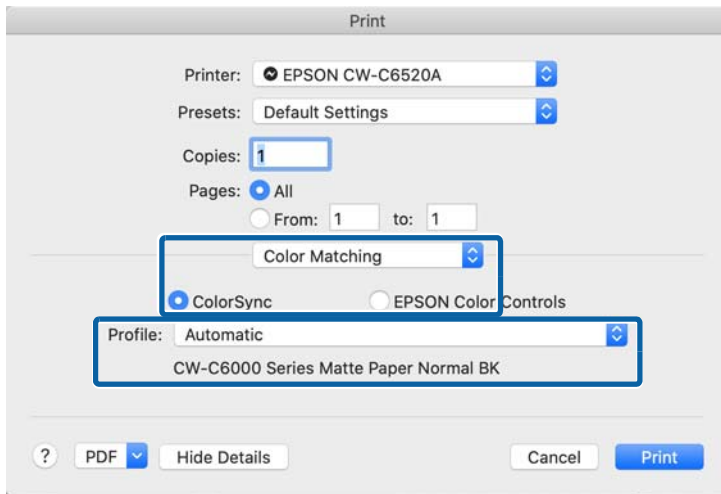 Print
Printer: EPSON CW-C6520A
Presets: Default Settings
Copies: 1
Pages: All
From: 1 to: 1
Color Matching
ColorSync EPSON Color Controls
Profile: Automatic
CW-C6000 Series Matte Paper Normal BK
? PDF Hide Details Cancel Print